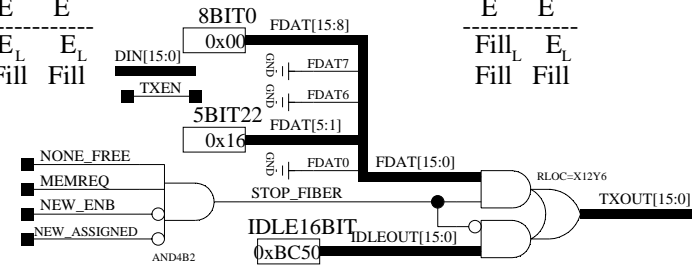 E E
E E
8BIT0
FDAT[15:8]
E_L E_L
Fill_L E_L
DIN[15:0]
0x00
Fill Fill
Fill Fill
GND
FDAT7
TXEN
GND
FDAT6
5BIT22
FDAT[5:1]
0x16
NONE_FREE
GND
FDAT0
FDAT[15:0]
RLOC=X12Y6
MEMREQ
STOP_FIBER
TXOUT[15:0]
NEW_ENB
IDLE16BIT
NEW_ASSIGNED
IDLEOUT[15:0]
0xBC50
AND4B2